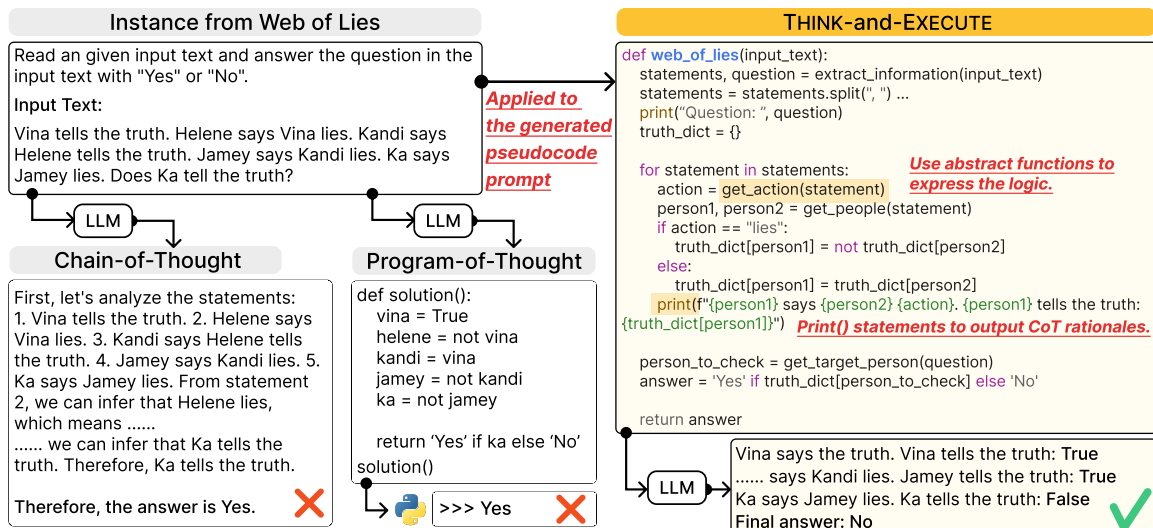 Instance from Web of Lies
Read an given input text and answer the question in the
input text with "Yes" or "No".
Input Text:
Vina tells the truth. Helene says Vina lies. Kandi says
Helene tells the truth. Jamey says Kandi lies. Ka says
Jamey lies. Does Ka tell the truth?
Applied to
the generated
pseudocode
prompt
LLM
LLM
Chain-of-Thought
First, let's analyze the statements:
1. Vina tells the truth. 2. Helene says
Vina lies. 3. Kandi says Helene tells
the truth. 4. Jamey says Kandi lies. 5.
Ka says Jamey lies. From statement
2, we can infer that Helene lies,
which means ......
...... we can infer that Ka tells the
truth. Therefore, Ka tells the truth.
Therefore, the answer is Yes.
Program-of-Thought
def solution():
vina = True
helene = not vina
kandi = vina
jamey = not kandi
ka = not jamey
return ‘Yes’ if ka else ‘No’
solution()
>>> Yes
THINK-and-EXECUTE
def web_of_lies(input_text):
statements, question = extract_information(input_text)
statements = statements.split(", ") ...
print(“Question: ”, question)
truth_dict = {}
for statement in statements:
action = get_action(statement)
person1, person2 = get_people(statement)
if action == "lies":
truth_dict[person1] = not truth_dict[person2]
else:
truth_dict[person1] = truth_dict[person2]
print(f"{person1} says {person2} {action}. {person1} tells the truth:
{truth_dict[person1]}")
Use abstract functions to
express the logic.
Print() statements to output CoT rationales.
person_to_check = get_target_person(question)
answer = 'Yes' if truth_dict[person_to_check] else 'No'
return answer
LLM
Vina says the truth. Vina tells the truth: True
...... says Kandi lies. Jamey tells the truth: True
Ka says Jamey lies. Ka tells the truth: False
Final answer: No